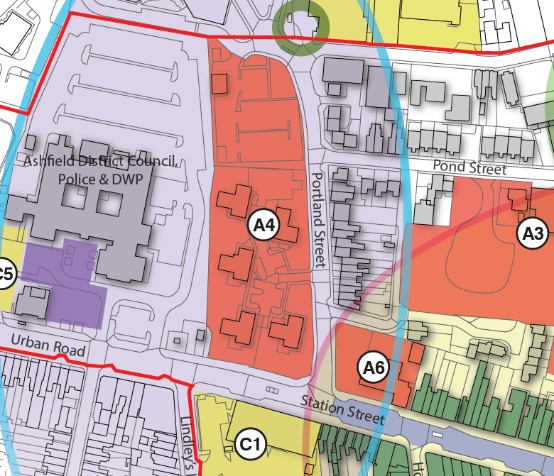 Ashfield District Council,
Police & DWP
Pond Street
Portland Street
A4
A3
C5
Urban Road
A6
Station Street
C1
Lindley's